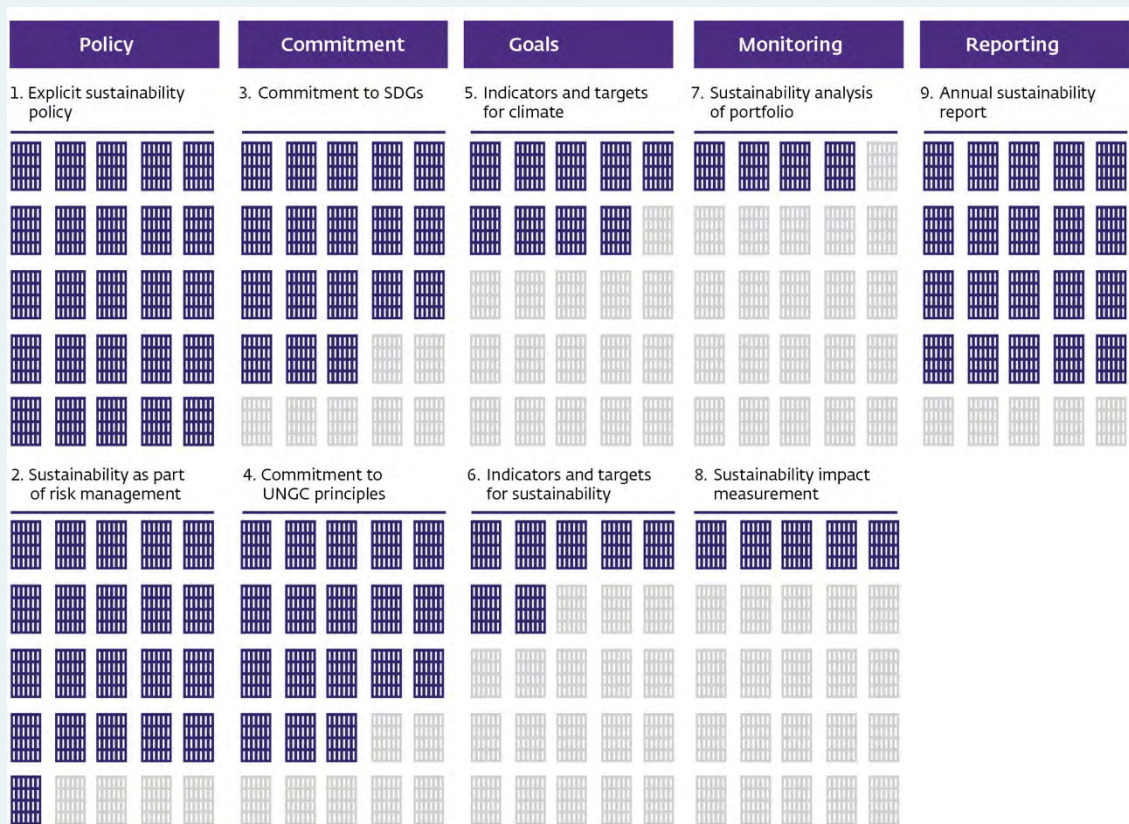 Policy
Commitment
Goals
Monitoring
Reporting
1. Explicit sustainability
policy
3. Commitment to SDGs
5. Indicators and targets
for climate
7. Sustainability analysis
of portfolio
9. Annual sustainability
report
2. Sustainability as part
of risk management
4. Commitment to
UNGC principles
6. Indicators and targets
for sustainability
8. Sustainability impact
measurement